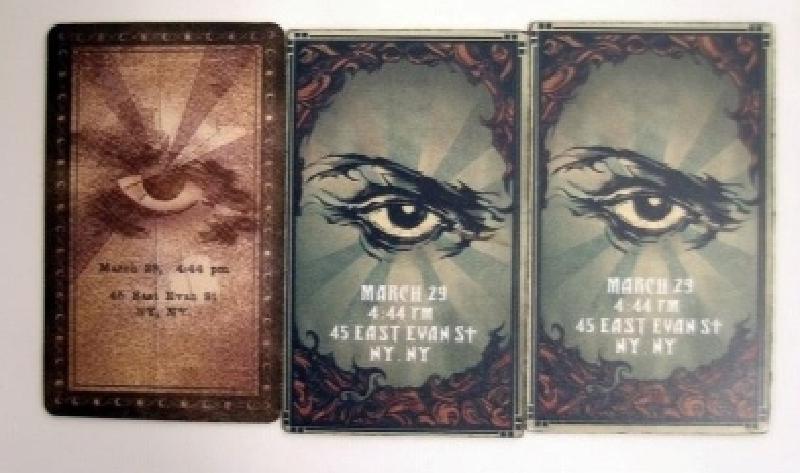 March 29, 4:44 pm
45 East Evan St
NY, NY
MARCH 29
4:44 PM
45 EAST EVAN St
NY. NY
MARCH 29
4:44 PM
45 EAST EVAN St
NY. NY